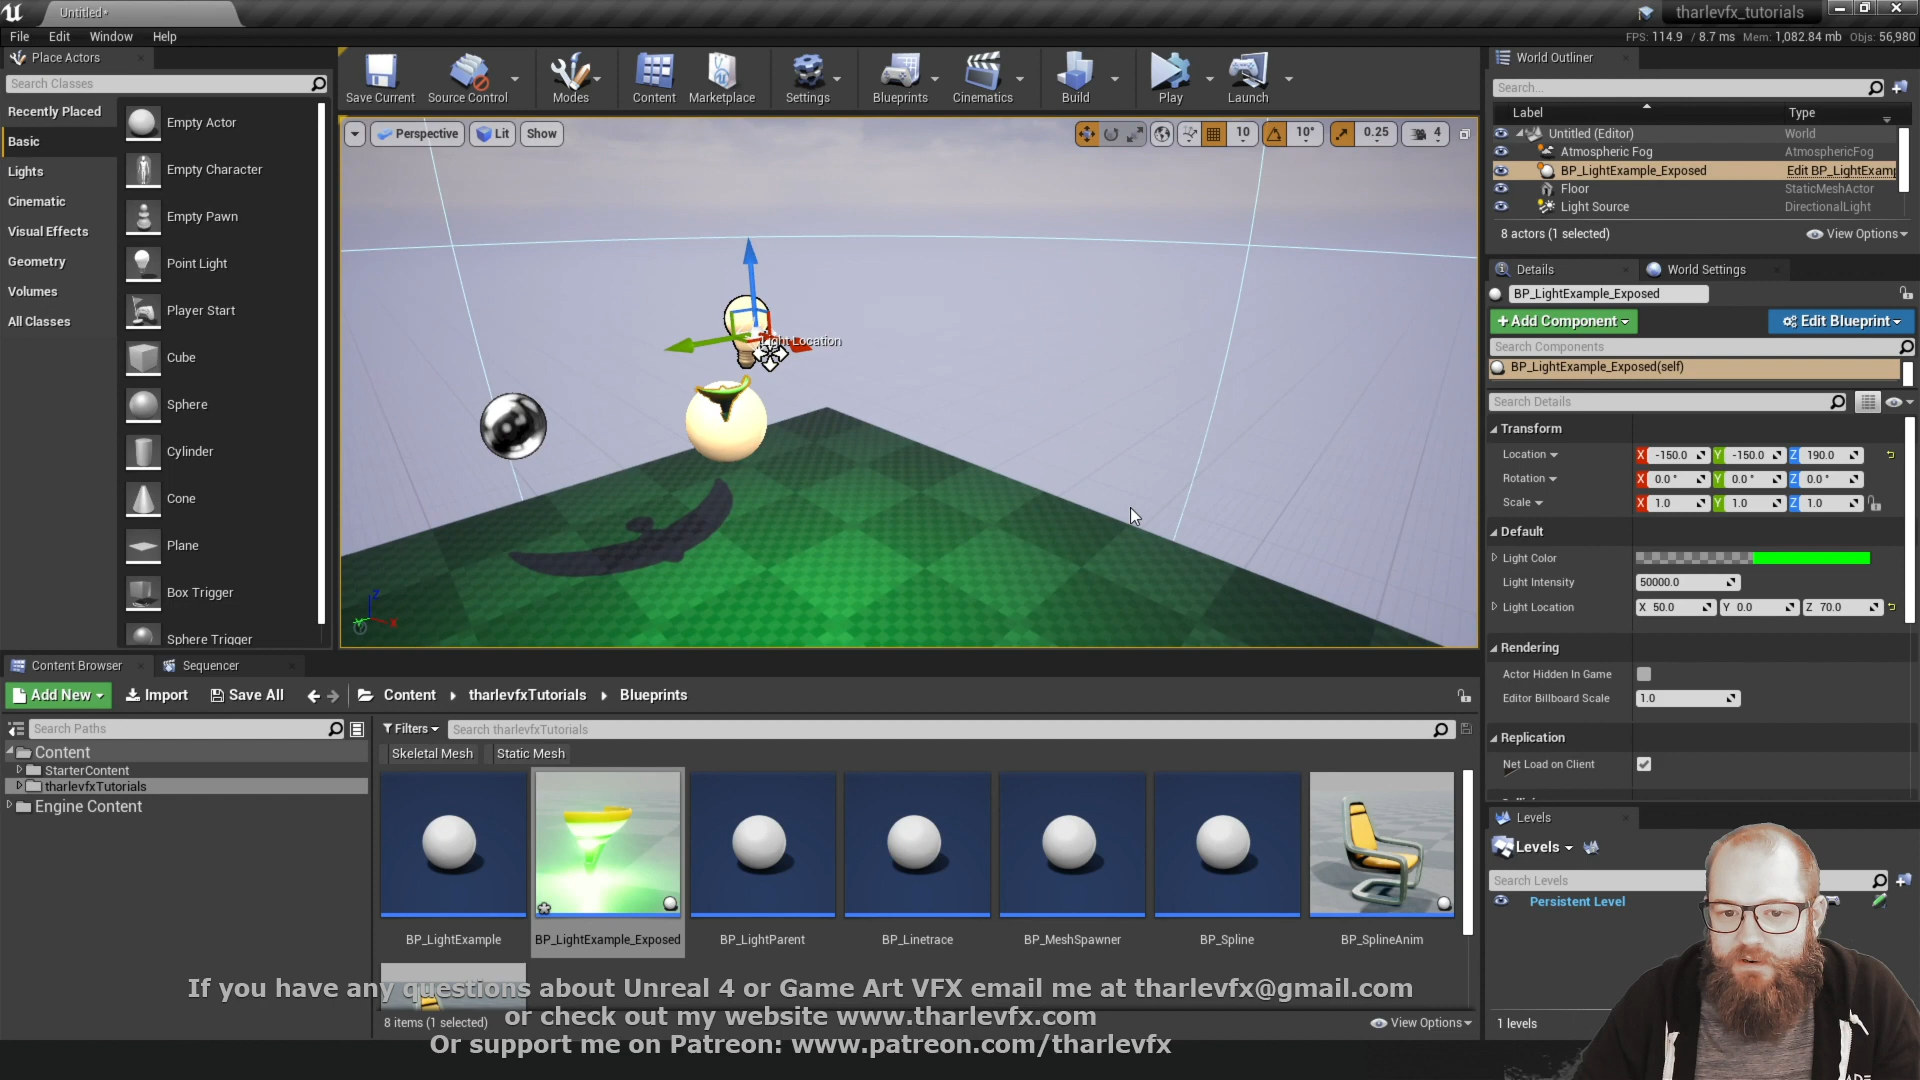 Untitled*
tharlevfx_tutorials
File Edit Window Help
FPS: 114.9 / 8.7 ms Mem: 1,082.84 mb Objs: 56,980
Place Actors
Search Classes
Recently Placed
Basic
Lights
Cinematic
Visual Effects
Geometry
Volumes
All Classes
Empty Actor
Empty Character
Empty Pawn
Point Light
Player Start
Cube
Sphere
Cylinder
Cone
Plane
Box Trigger
Sphere Trigger
Save Current Source Control Modes Content Marketplace Settings Blueprints Cinematics Build Play Launch
Perspective Lit Show
10 10° 0.25 4
Light Location
Z
X
Y
World Outliner
Search...
Label Type
Untitled (Editor) World
Atmospheric Fog AtmosphericFog
BP_LightExample_Exposed Edit BP_LightExamp
Floor StaticMeshActor
Light Source DirectionalLight
8 actors (1 selected) View Options
Details World Settings
BP_LightExample_Exposed
+Add Component Edit Blueprint
Search Components
BP_LightExample_Exposed(self)
Search Details
Transform
Location X -150.0 Y -150.0 Z 190.0
Rotation X 0.0 ° Y 0.0 ° Z 0.0 °
Scale X 1.0 Y 1.0 Z 1.0
Default
Light Color
Light Intensity 50000.0
Light Location X 50.0 Y 0.0 Z 70.0
Rendering
Actor Hidden In Game
Editor Billboard Scale 1.0
Replication
Net Load on Client
Levels
Levels
Search Levels
Persistent Level
1 levels
Content Browser Sequencer
Add New Import Save All Content tharlevfxTutorials Blueprints
Search Paths
Content
StarterContent
tharlevfxTutorials
Engine Content
Filters Search tharlevfxTutorials
Skeletal Mesh Static Mesh
BP_LightExample BP_LightExample_Exposed BP_LightParent BP_Linetrace BP_MeshSpawner BP_Spline BP_SplineAnim
8 items (1 selected) View Options
If you have any questions about Unreal 4 or Game Art VFX email me at tharlevfx@gmail.com
or check out my website www.tharlevfx.com
Or support me on Patreon: www.patreon.com/tharlevfx